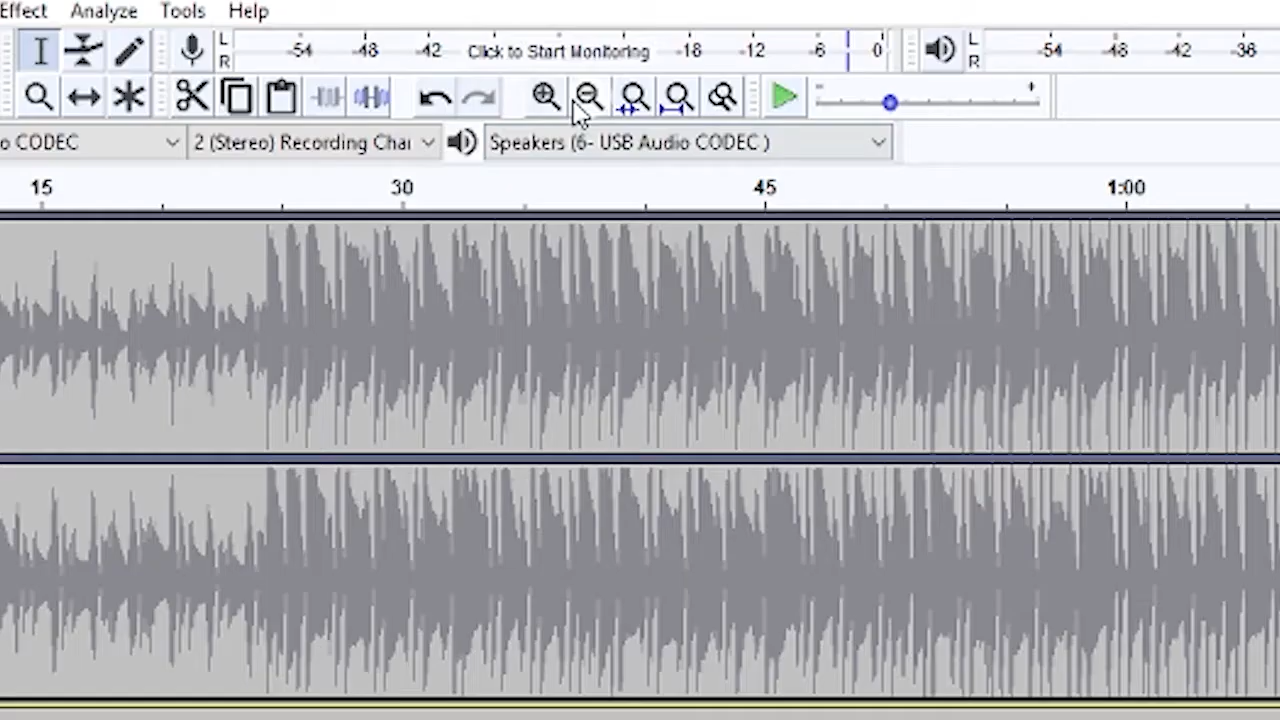 Effect Analyze Tools Help
L R -54 -48 -42 Click to Start Monitoring -18 -12 -6 0 L R -54 -48 -42 -36
- +
o CODEC 2 (Stereo) Recording Chai Speakers (6- USB Audio CODEC )
15 30 45 1:00